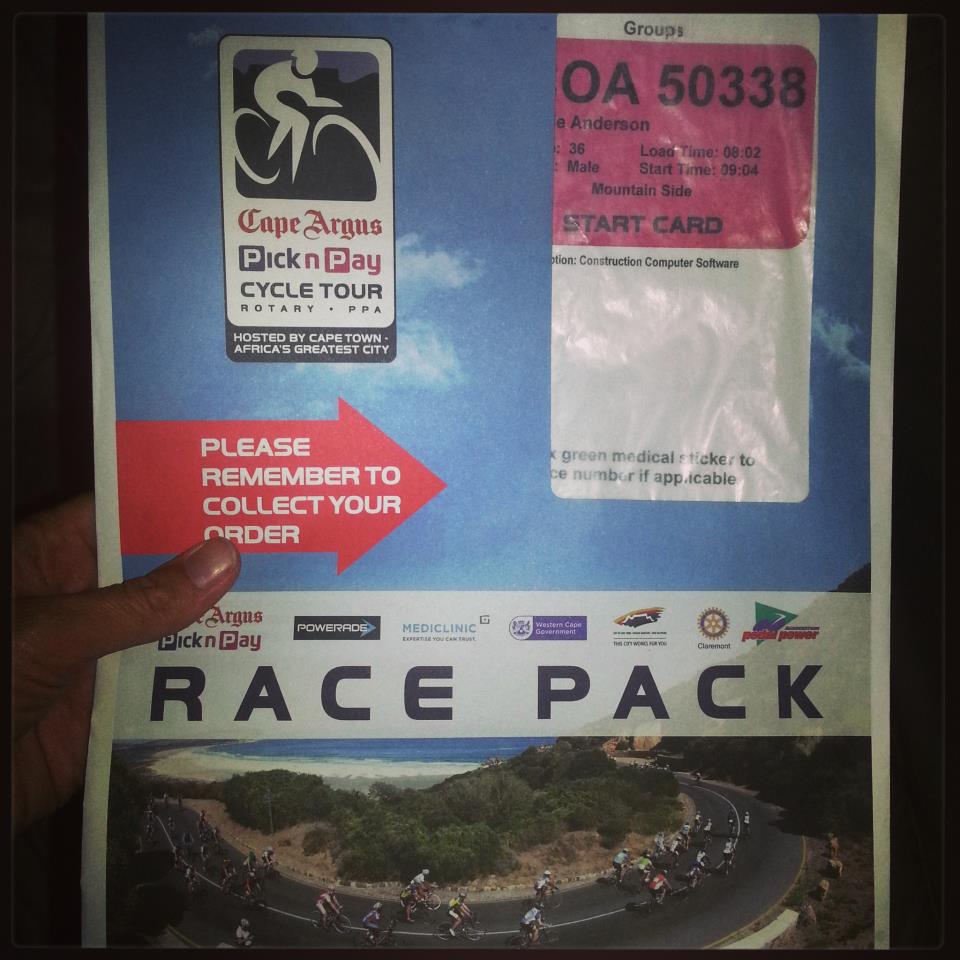 Groups
OA 50338
e Anderson
: 36 Load Time: 08:02
: Male Start Time: 09:04
Mountain Side
START CARD
Cape Argus
Pick n Pay
CYCLE TOUR
ROTARY • PPA
HOSTED BY CAPE TOWN -
AFRICA'S GREATEST CITY
tion: Construction Computer Software
green medical sticker to
ce number if applicable
PLEASE
REMEMBER TO
COLLECT YOUR
ORDER
Argus
Pick n Pay
POWERADE
MEDICLINIC
EXPERTISE YOU CAN TRUST.
Western Cape
Government
THIS CITY WORKS FOR YOU
Claremont
pedal power
ASSOCIATION
RACE PACK